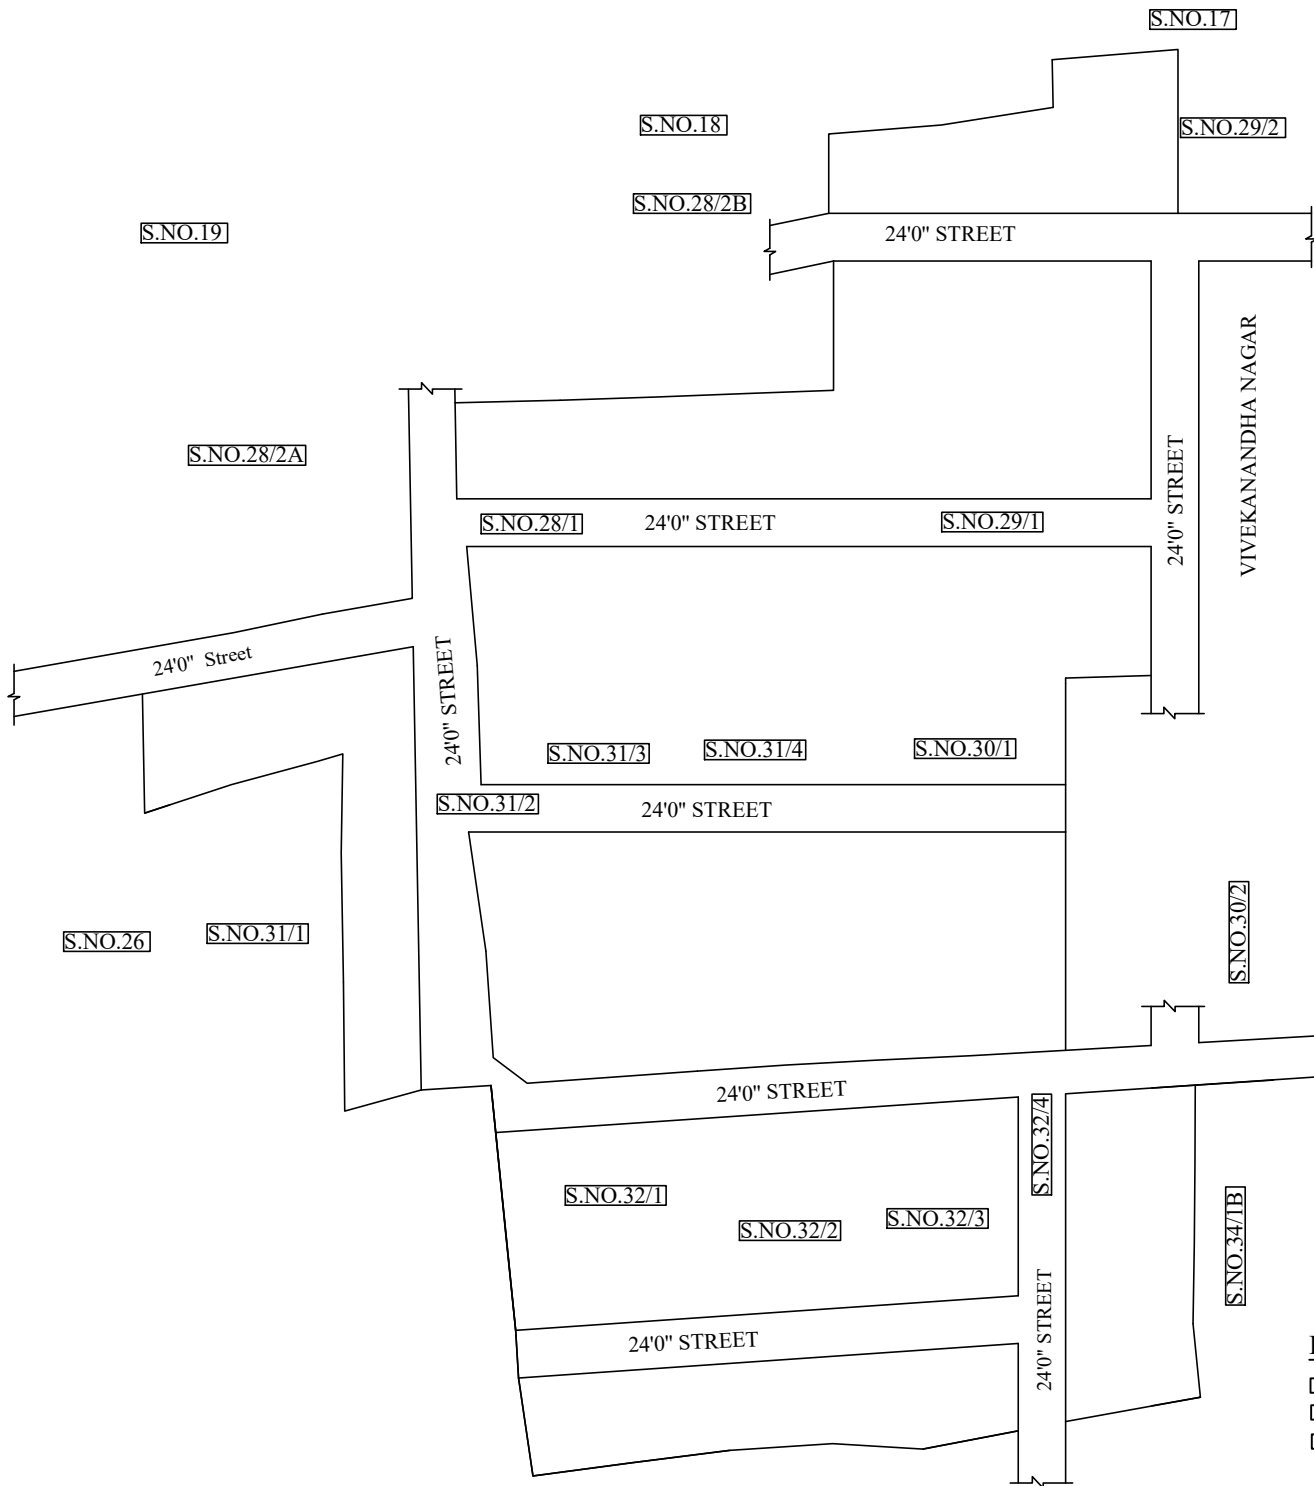 S.NO.17
S.NO.18
S.NO.29/2
S.NO.28/2B
S.NO.19
24'0" STREET
VIVEKANANDHA NAGAR
S.NO.28/2A
24'0" STREET
S.NO.28/1
24'0" STREET
S.NO.29/1
24'0" Street
24'0" STREET
S.NO.31/3
S.NO.31/4
S.NO.30/1
S.NO.31/2
24'0" STREET
S.NO.30/2
S.NO.26
S.NO.31/1
24'0" STREET
S.NO.32/4
S.NO.32/1
S.NO.32/2
S.NO.32/3
S.NO.34/1B
24'0" STREET
24'0" STREET